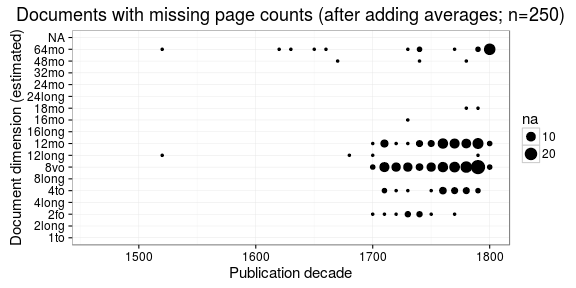 Documents with missing page counts (after adding averages; n=250)
Document dimension (estimated)
NA
64mo
48mo
32mo
24mo
24long
18mo
16mo
16long
12mo
12long
8vo
8long
4to
4long
2fo
2long
1to
1500 1600 1700 1800
Publication decade
na
10
20